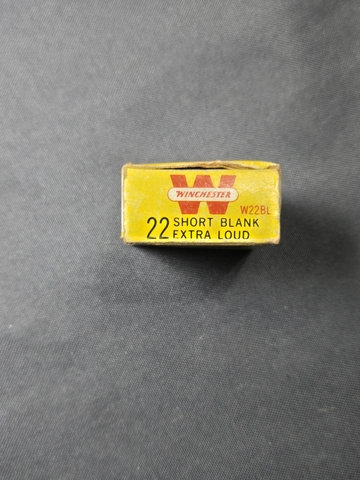 W
WINCHESTER
W22BL
22 SHORT BLANK
EXTRA LOUD